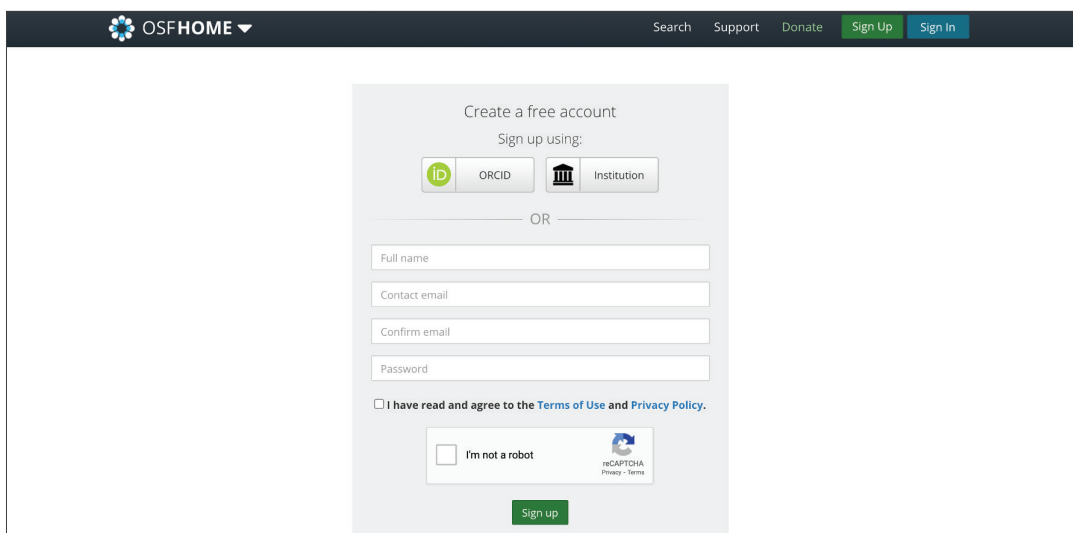 OSFHOME
Search Support Donate Sign Up Sign In
Create a free account
Sign up using:
iD ORCID Institution
OR
Full name
Contact email
Confirm email
Password
I have read and agree to the Terms of Use and Privacy Policy.
I'm not a robot
reCAPTCHA
Privacy - Terms
Sign up